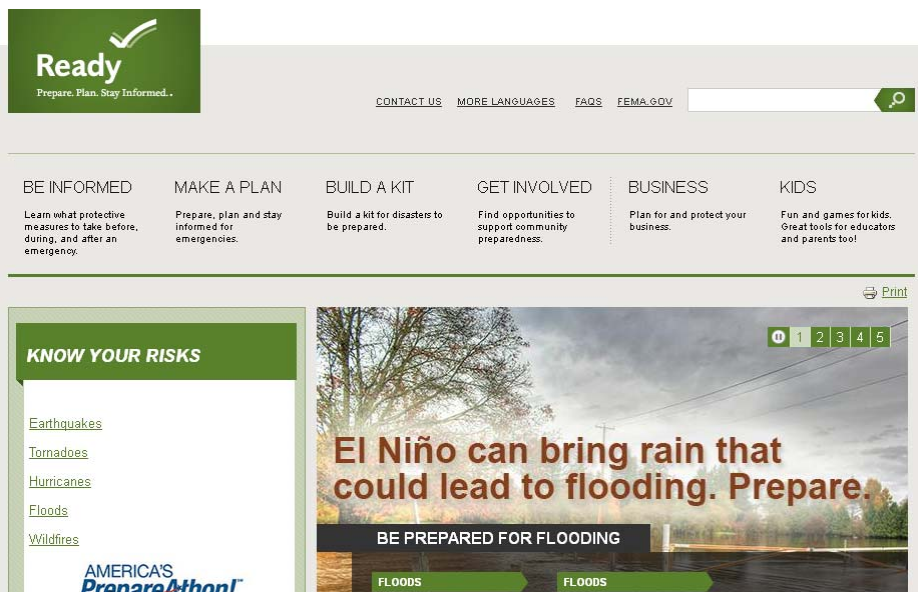 Ready
Prepare. Plan. Stay Informed.
CONTACT US
MORE LANGUAGES
FAQS
FEMA.GOV
BE INFORMED
Learn what protective
measures to take before,
during, and after an
emergency.
MAKE A PLAN
Prepare, plan and stay
informed for
emergencies.
BUILD A KIT
Build a kit for disasters to
be prepared.
GET INVOLVED
Find opportunities to
support community
preparedness.
BUSINESS
Plan for and protect your
business.
KIDS
Fun and games for kids.
Great tools for educators
and parents too!
Print
KNOW YOUR RISKS
Earthquakes
Tornadoes
Hurricanes
Floods
Wildfires
AMERICA'S
PrepareAthon!
1 2 3 4 5
El Niño can bring rain that
could lead to flooding. Prepare.
BE PREPARED FOR FLOODING
FLOODS
FLOODS